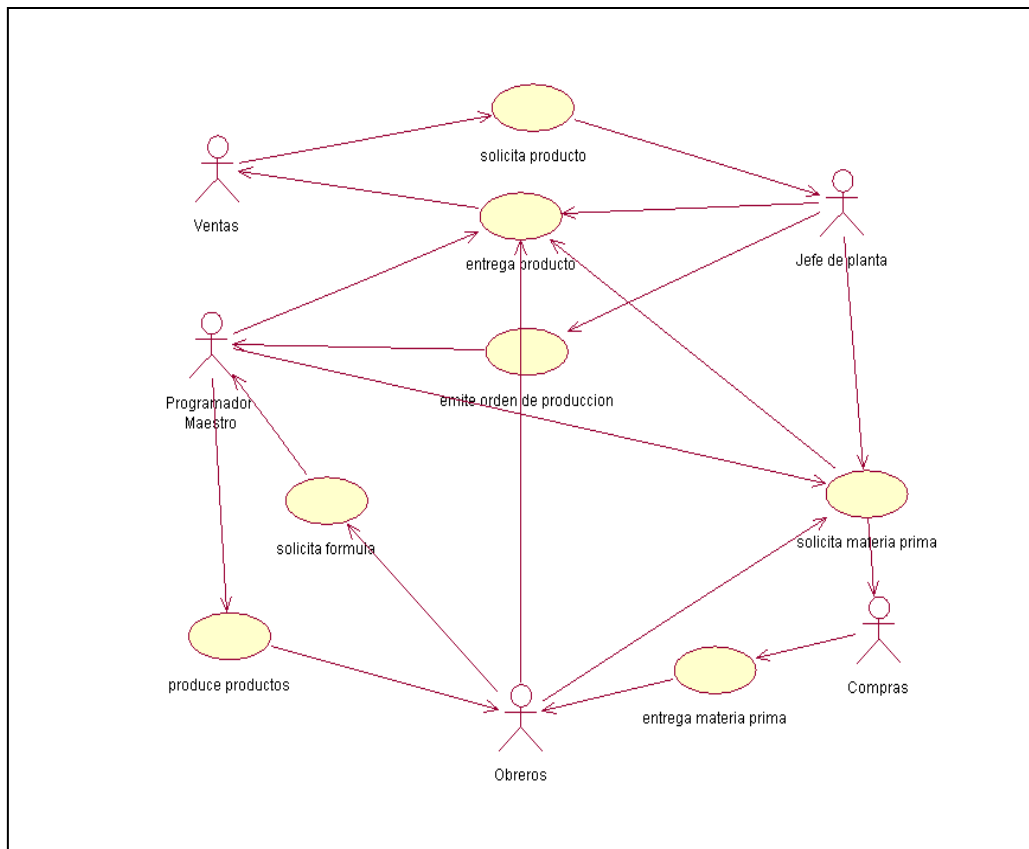 solicita producto
Ventas
entrega producto
Jefe de planta
Programador
Maestro
emite orden de produccion
solicita formula
solicita materia prima
produce productos
entrega materia prima
Compras
Obreros